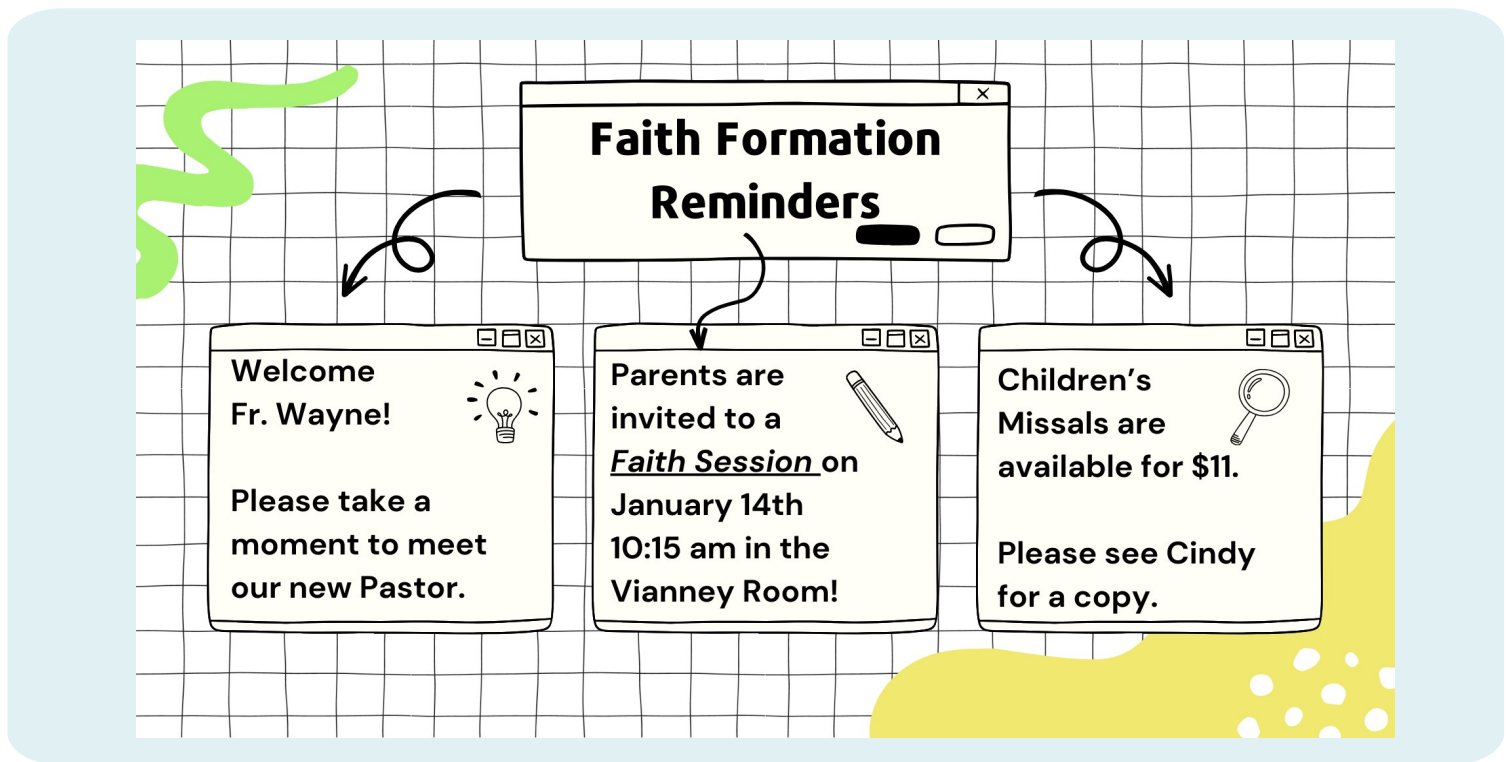 Faith Formation
Reminders
Welcome
Fr. Wayne!
Please take a
moment to meet
our new Pastor.
Parents are
invited to a
Faith Session on
January 14th
10:15 am in the
Vianney Room!
Children’s
Missals are
available for $11.
Please see Cindy
for a copy.